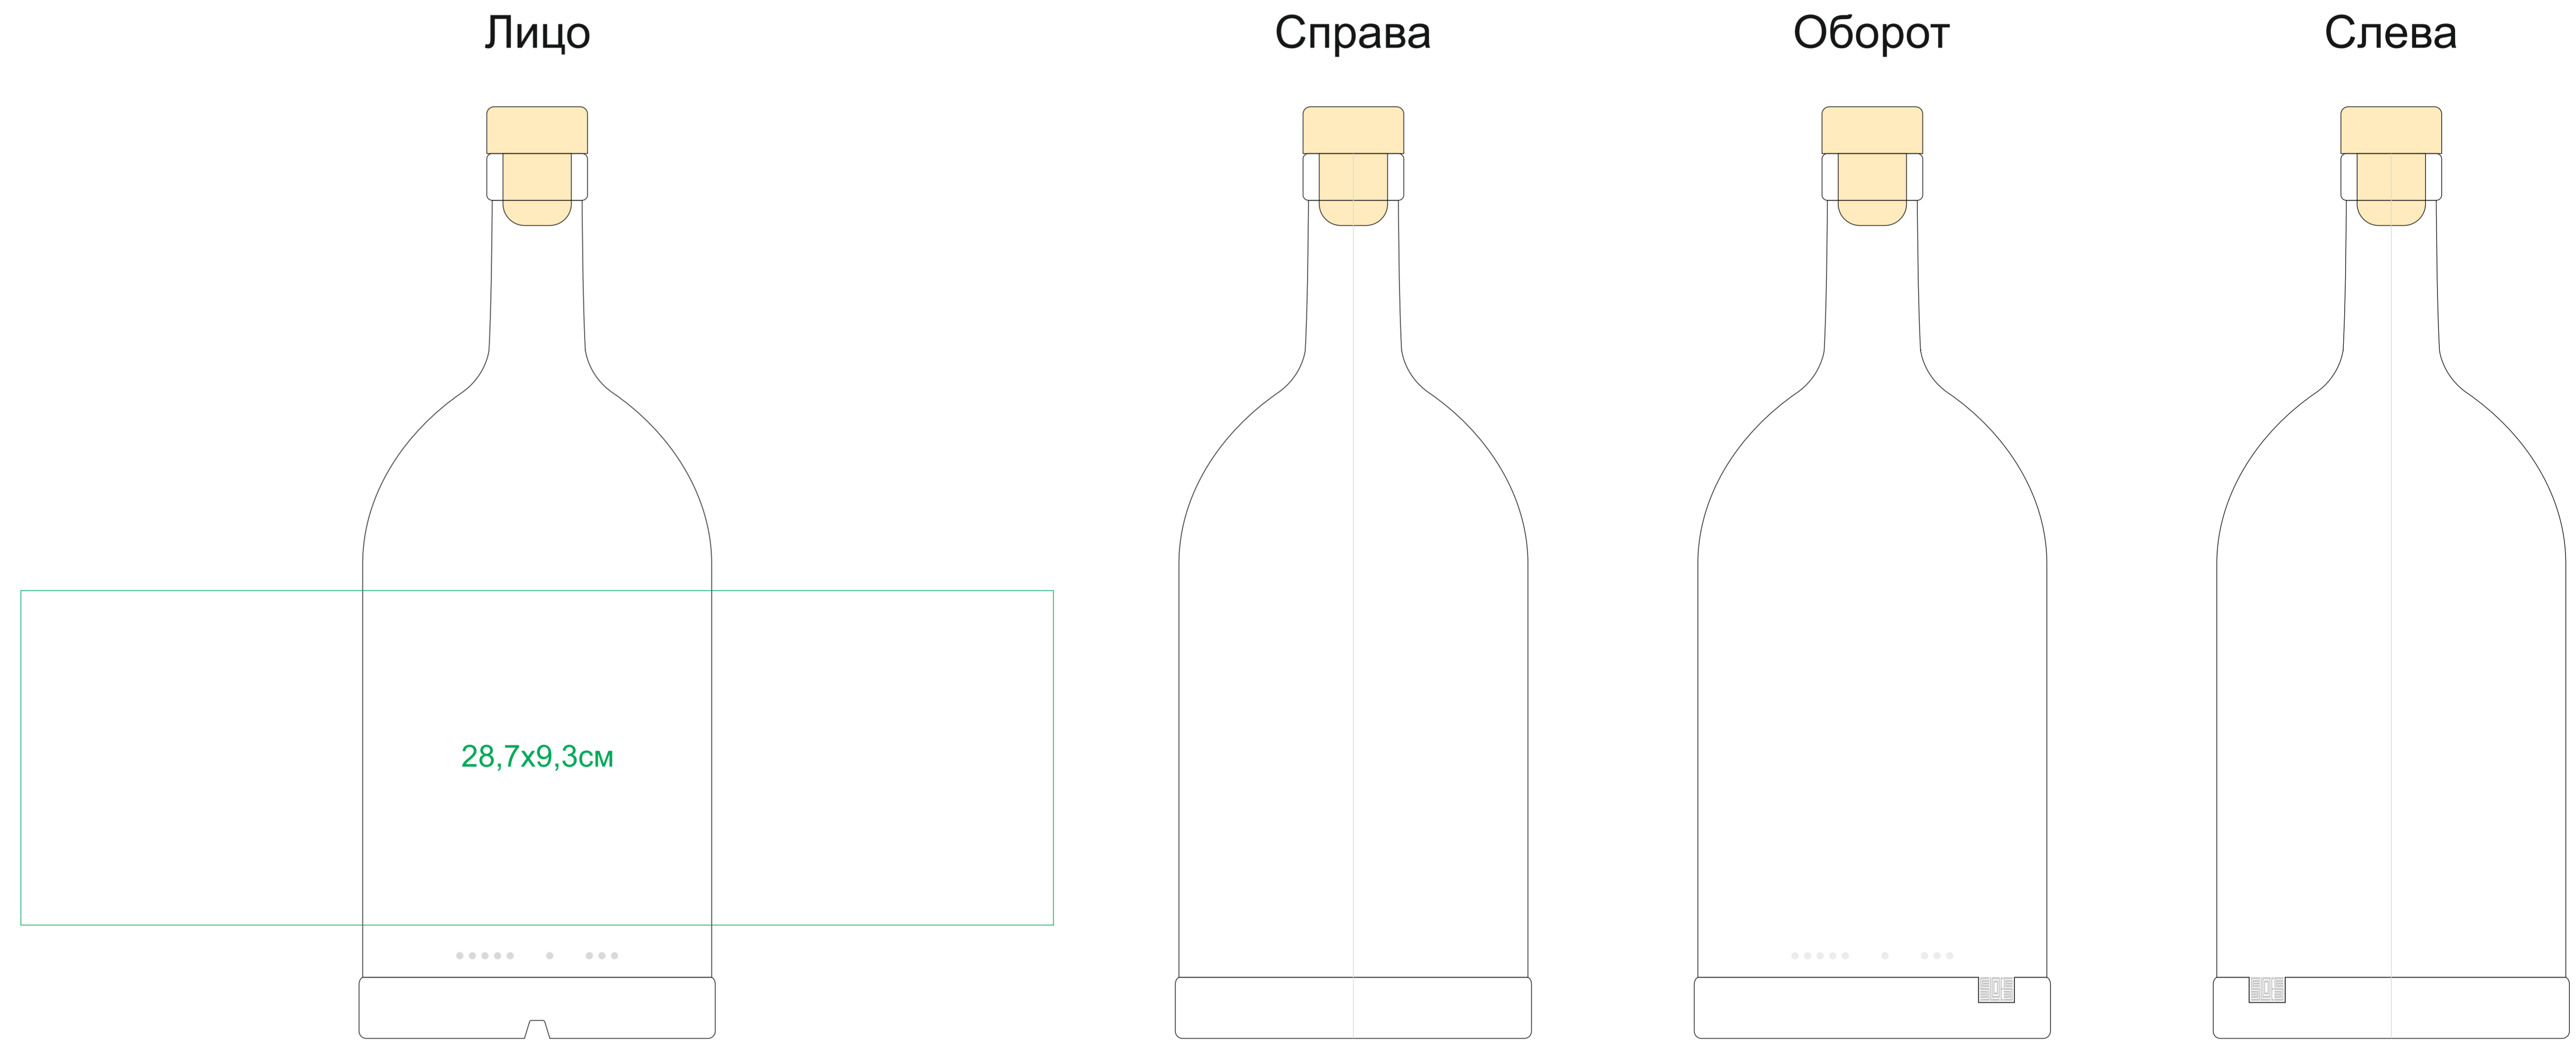 Лицо
Справа
Оборот
Слева
28,7х9,3см